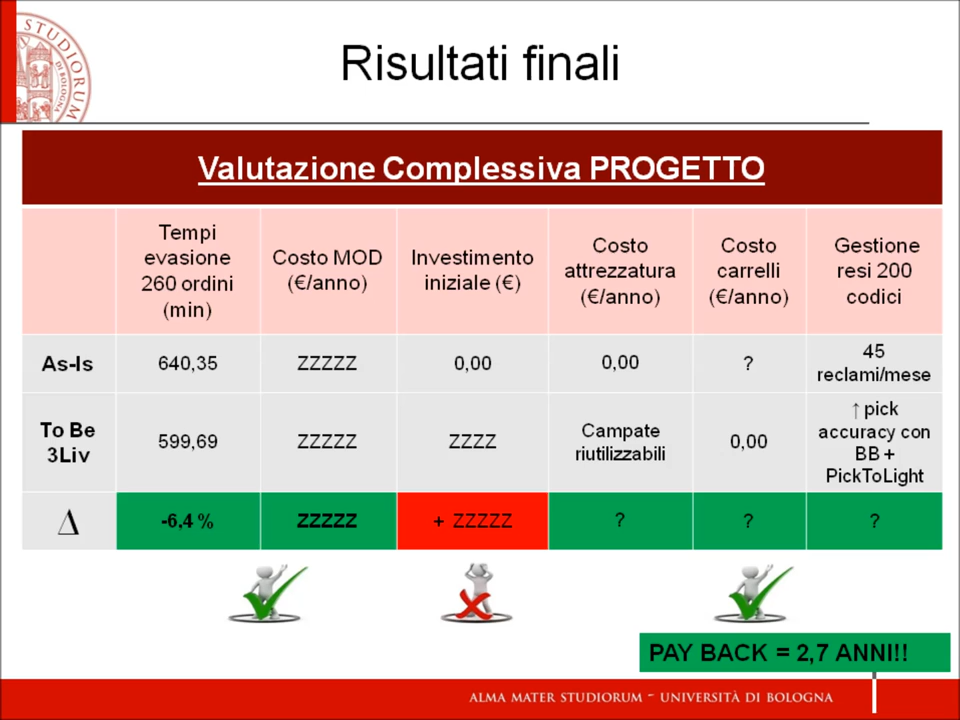 STUDIORUM
DI BOLOGNA
Risultati finali
Valutazione Complessiva PROGETTO
Tempi
evasione
260 ordini
(min)
Costo MOD
(€/anno)
Investimento
iniziale (€)
Costo
attrezzatura
(€/anno)
Costo
carrelli
(€/anno)
Gestione
resi 200
codici
As-Is
640,35
ZZZZZ
0,00
0,00
?
45
reclami/mese
To Be
3Liv
599,69
ZZZZZ
ZZZZ
Campate
riutilizzabili
0,00
↑ pick
accuracy con
BB +
PickToLight
Δ
-6,4 %
ZZZZZ
+ ZZZZZ
?
?
?
PAY BACK = 2,7 ANNI!!
ALMA MATER STUDIORUM ~ UNIVERSITÀ DI BOLOGNA